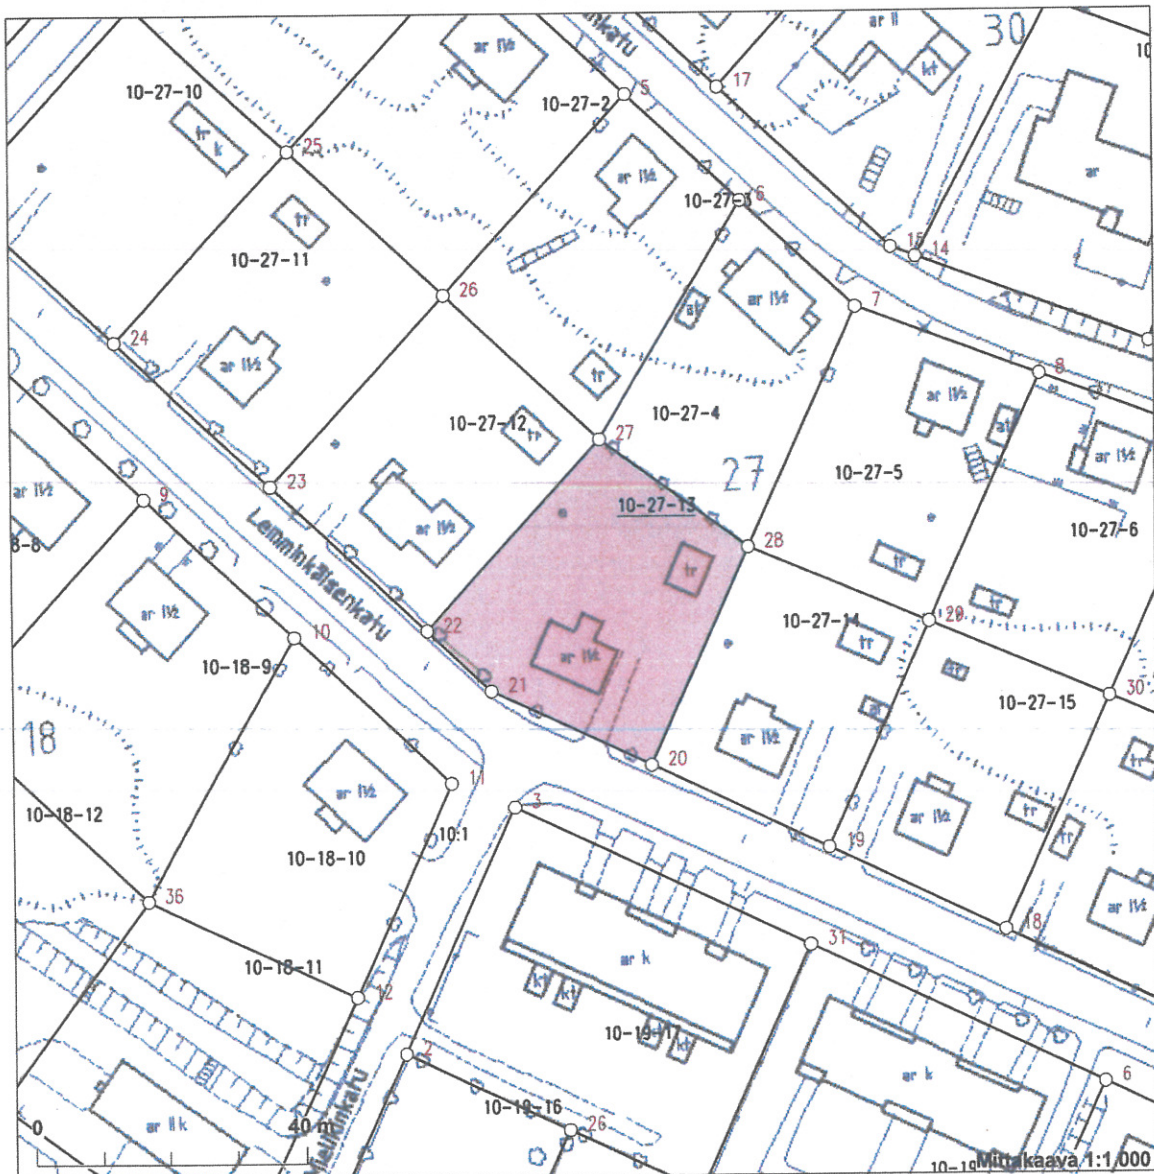 nkatu
ar II
kt
30
10
ar I½
10-27-10
tr
k
25
10-27-2
5
17
ar
ar I½
10-27-3
6
15
14
tr
10-27-11
26
at
ar I½
7
24
ar I½
tr
8
ar I½
at
ar I½
10-27-12
tr
27
10-27-4
10-27-5
27
10-27-6
23
ar I½
9
8-8
Lemminkäisenkatu
ar I½
10-27-13
28
tr
tr
tr
29
10-27-14
tr
ar I½
10
22
10-18-9
ar I½
21
at
10-27-15
30
18
ar I½
20
tr
11
3
ar I½
10-18-12
10:1
10-18-10
19
ar I½
tr
tr
ar I½
36
18
31
10-18-11
ar k
12
kt
kt
10-19-17
kt
kt
2
ar k
6
10-19-16
26
ar II k
Mielikinkatu
0
40 m
10-19
Mittakaava 1:1 000